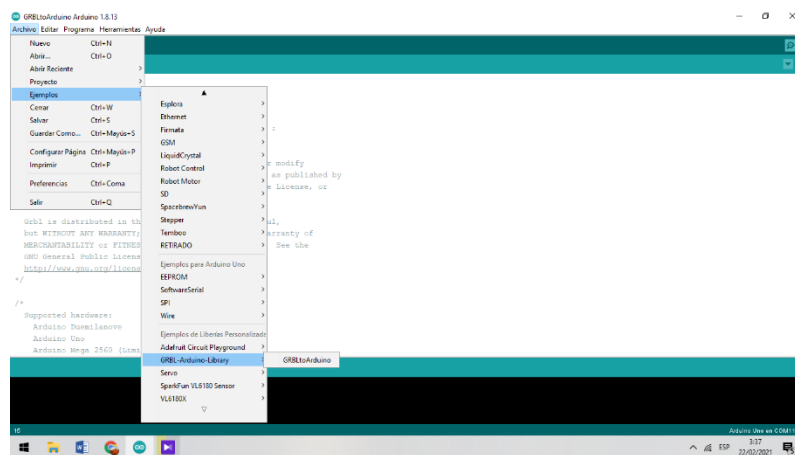 GRBLtoArduino Arduino 1.8.13
Archivo Editar Programa Herramientas Ayuda
Nuevo Ctrl+N
Abrir... Ctrl+O
Abrir Reciente
Proyecto
Ejemplos
Cerrar Ctrl+W
Salvar Ctrl+S
Guardar Como... Ctrl+Mayús+S
Configurar Página Ctrl+Mayús+P
Imprimir Ctrl+P
Preferencias Ctrl+Coma
Salir Ctrl+Q
Esplora
Ethernet
Firmata
GSM
LiquidCrystal
Robot Control
Robot Motor
SD
SpacebrewYun
Stepper
Temboo
RETIRADO
Ejemplos para Arduino Uno
EEPROM
SoftwareSerial
SPI
Wire
Ejemplos de Liberías Personalizada
Adafruit Circuit Playground
GRBL-Arduino-Library
Servo
SparkFun VL6180 Sensor
VL6180X
GRBLtoArduino
:
r modify
as published by
e License, or
Grbl is distributed in th ul,
but WITHOUT ANY WARRANTY; arranty of
MERCHANTABILITY or FITNES See the
GNU General Public Licens
http://www.gnu.org/licens
*/
/*
Supported hardware:
Arduino Duemilanove
Arduino Uno
Arduino Mega 2560 (Limi
15
Arduino Uno en COM11
ESP
3:37
22/02/2021